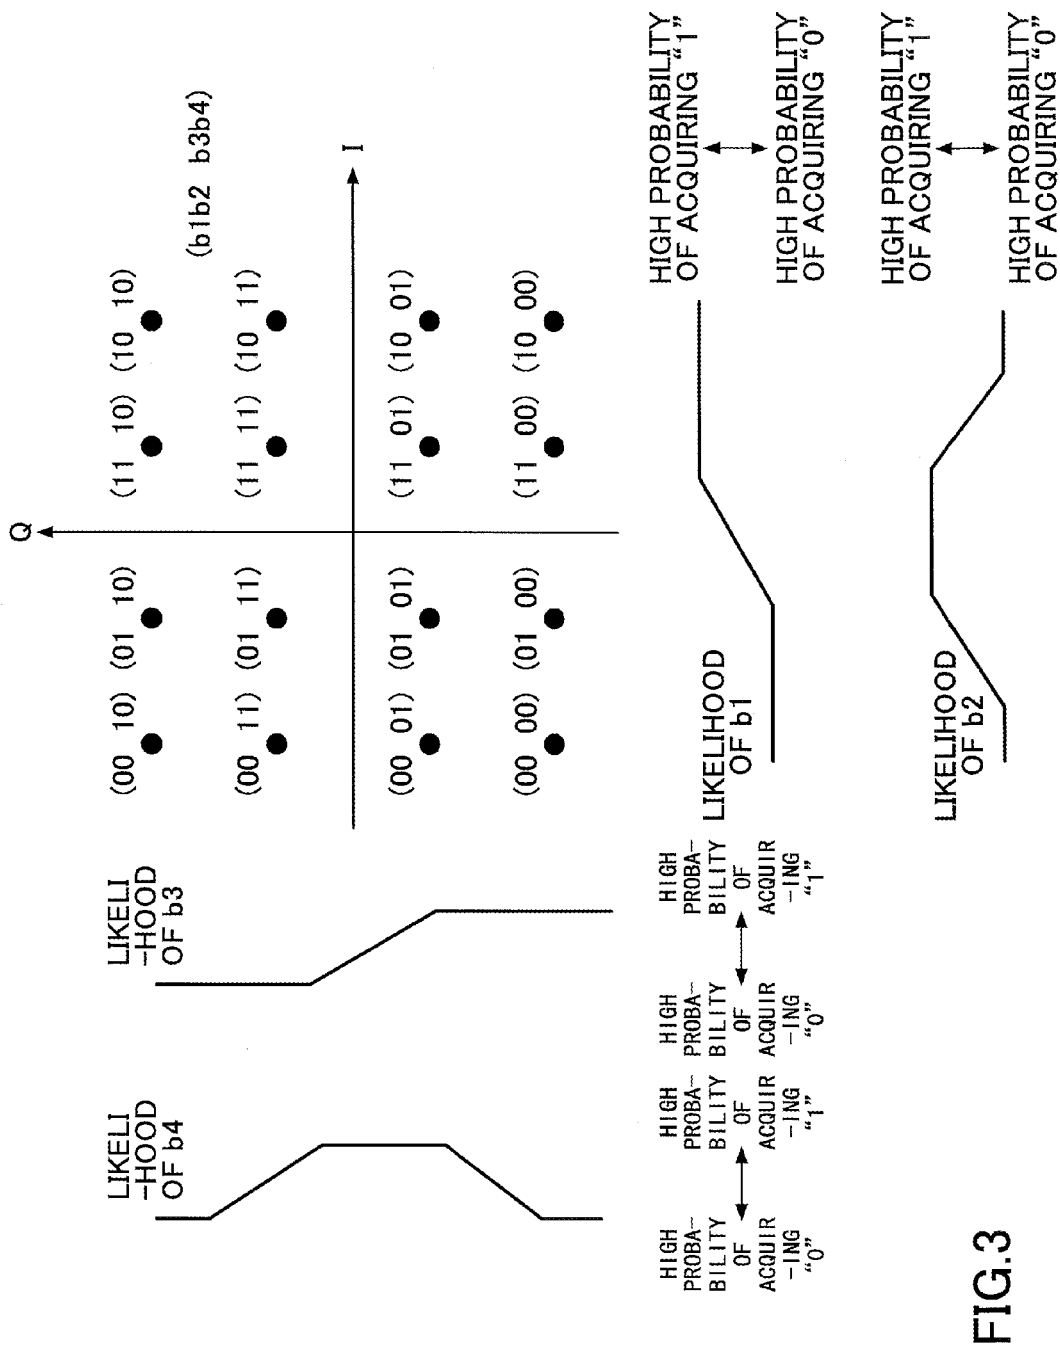 Q
LIKELI
-HOOD
OF b4
LIKELI
-HOOD
OF b3
(00 10) (01 10) (11 10) (10 10)
(b1b2 b3b4)
(00 11) (01 11) (11 11) (10 11)
I
(00 01) (01 01) (11 01) (10 01)
(00 00) (01 00) (11 00) (10 00)
HIGH
PROBA-
BILITY
OF
ACQUIR
-ING
“0”
HIGH
PROBA-
BILITY
OF
ACQUIR
-ING
“1”
HIGH
PROBA-
BILITY
OF
ACQUIR
-ING
“0”
HIGH
PROBA-
BILITY
OF
ACQUIR
-ING
“1”
LIKELIHOOD
OF b1
HIGH PROBABILITY
OF ACQUIRING “1”
HIGH PROBABILITY
OF ACQUIRING “0”
LIKELIHOOD
OF b2
HIGH PROBABILITY
OF ACQUIRING “1”
HIGH PROBABILITY
OF ACQUIRING “0”
FIG.3